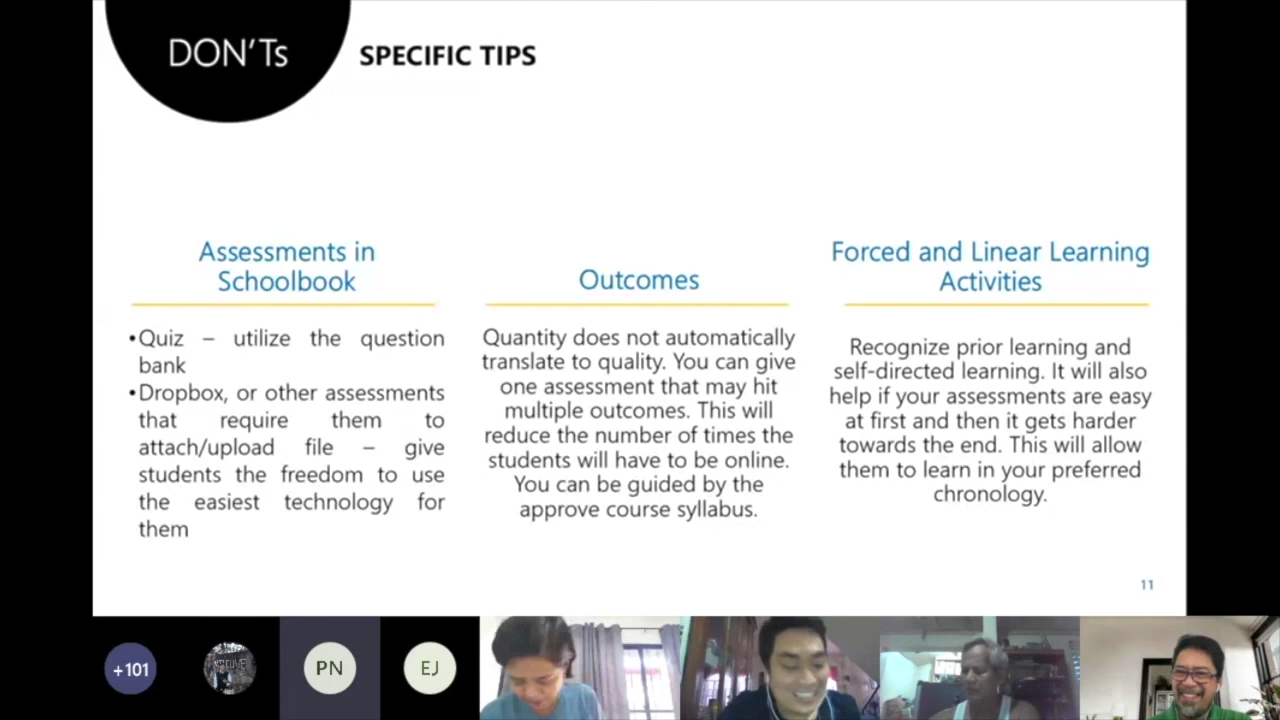 DON'Ts
SPECIFIC TIPS
Assessments in
Schoolbook
•Quiz – utilize the question
bank
•Dropbox, or other assessments
that require them to
attach/upload file – give
students the freedom to use
the easiest technology for
them
Outcomes
Quantity does not automatically
translate to quality. You can give
one assessment that may hit
multiple outcomes. This will
reduce the number of times the
students will have to be online.
You can be guided by the
approve course syllabus.
Forced and Linear Learning
Activities
Recognize prior learning and
self-directed learning. It will also
help if your assessments are easy
at first and then it gets harder
towards the end. This will allow
them to learn in your preferred
chronology.
11
+101
PN
EJ